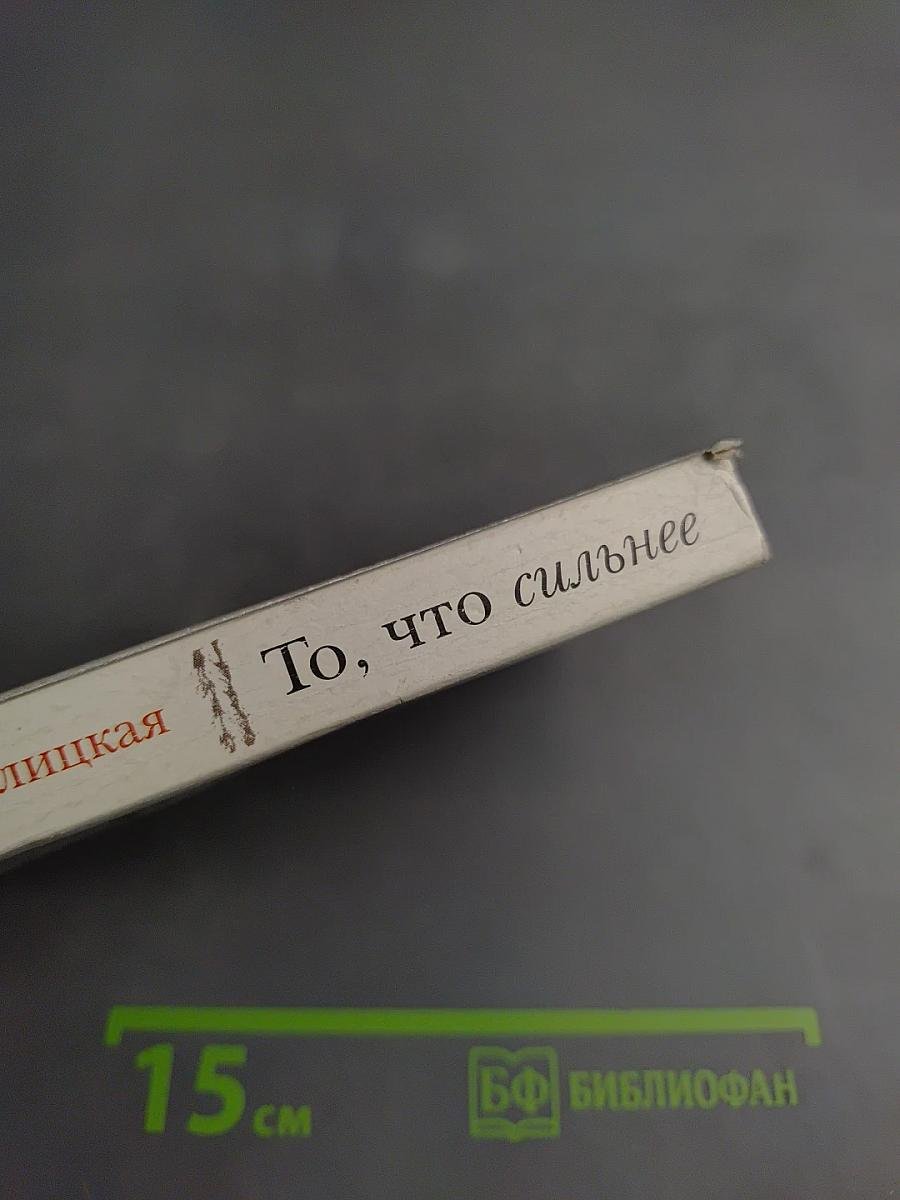 лицкая То, что сильнее
15 см
БФ БИБЛИОФАН